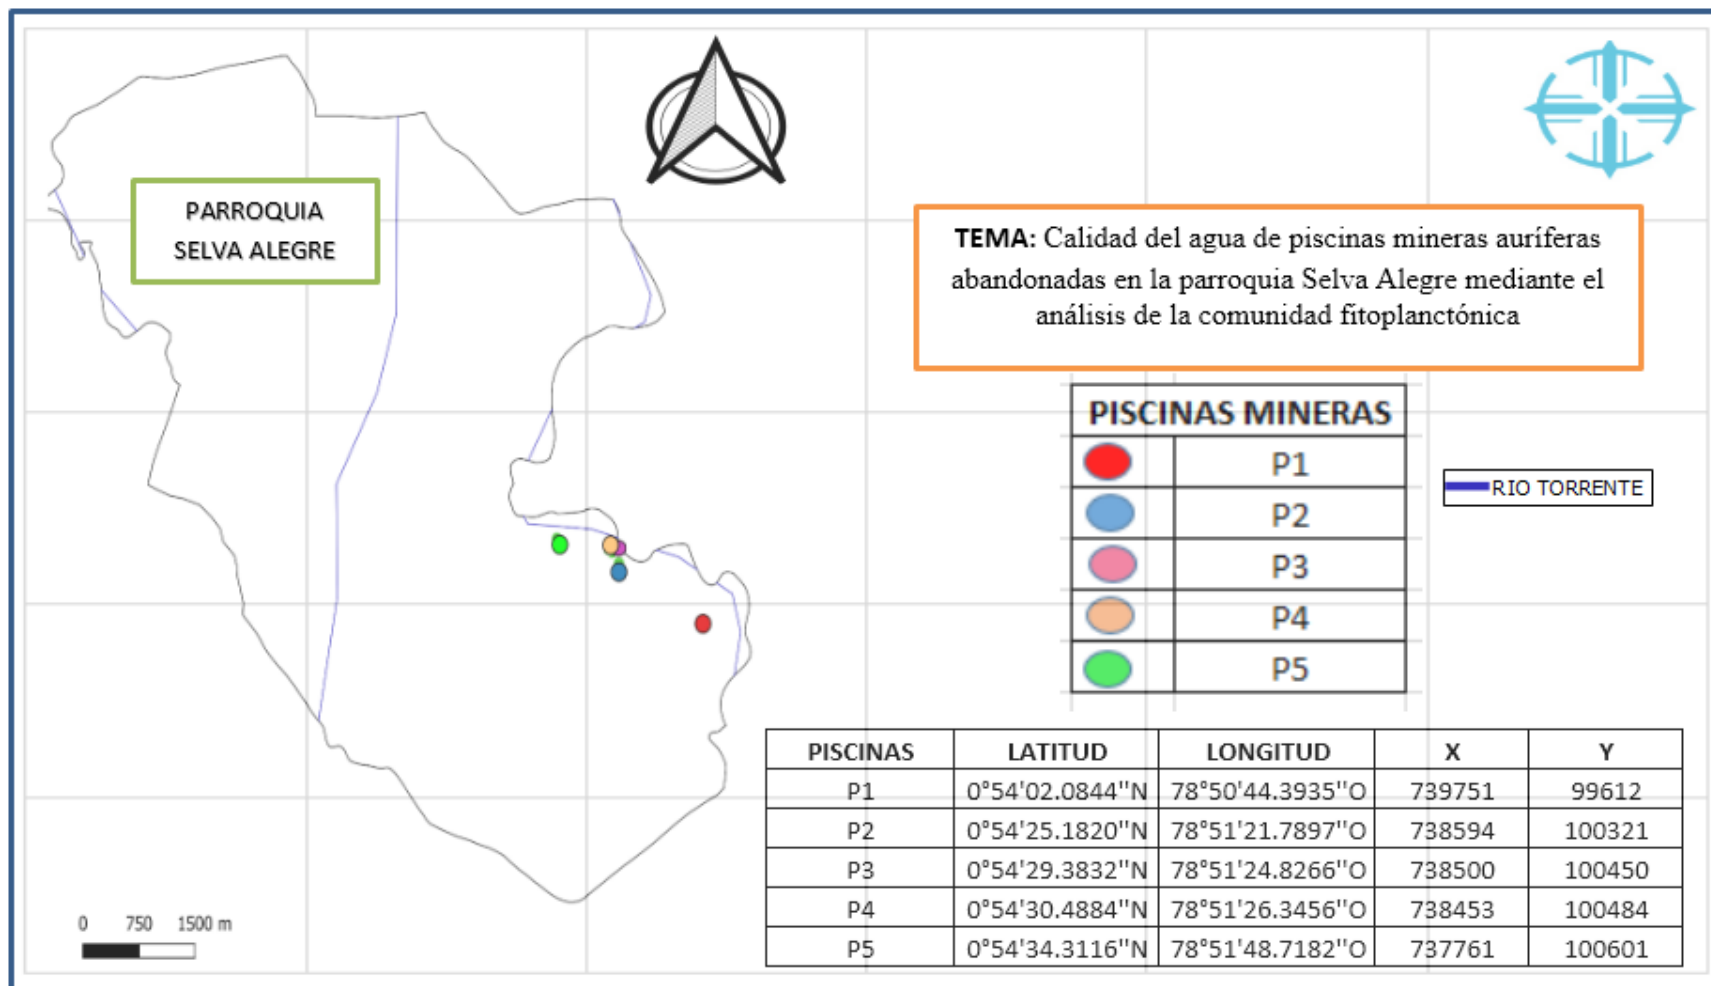 PARROQUIA
SELVA ALEGRE
TEMA: Calidad del agua de piscinas mineras auríferas
abandonadas en la parroquia Selva Alegre mediante el
análisis de la comunidad fitoplanctónica
PISCINAS MINERAS
P1
P2
P3
P4
P5
RIO TORRENTE
PISCINAS LATITUD LONGITUD X Y
P1 0°54'02.0844''N 78°50'44.3935''O 739751 99612
P2 0°54'25.1820''N 78°51'21.7897''O 738594 100321
P3 0°54'29.3832''N 78°51'24.8266''O 738500 100450
P4 0°54'30.4884''N 78°51'26.3456''O 738453 100484
P5 0°54'34.3116''N 78°51'48.7182''O 737761 100601
0 750 1500 m